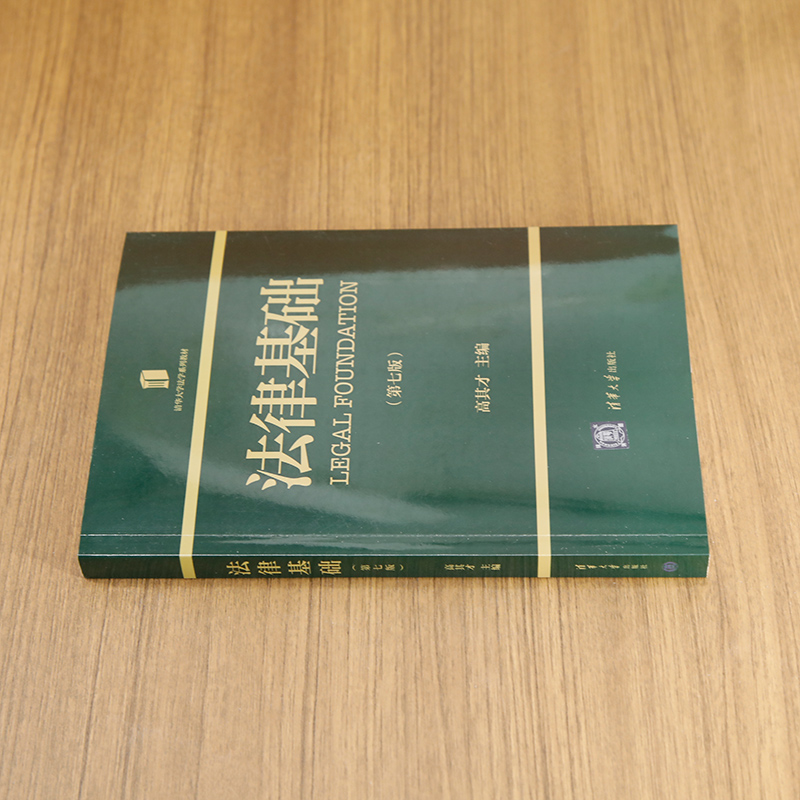 清华大学法学系列教材
法律基础
LEGAL FOUNDATION
（第七版）
高其才 主编
清华大学出版社
法律基础（第七版） 高其才 主编 清华大学出版社